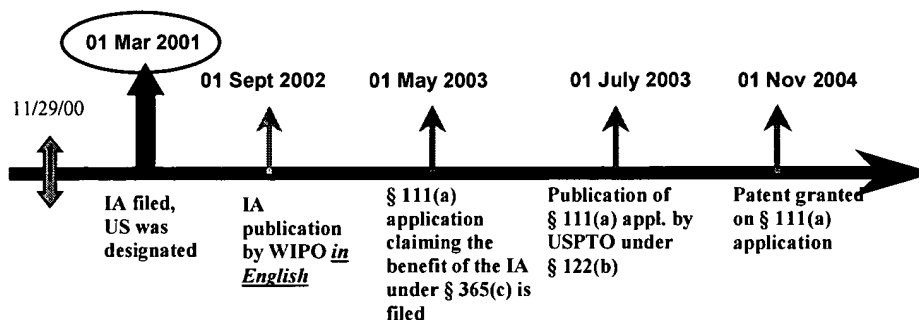 01 Mar 2001
01 Sept 2002
01 May 2003
01 July 2003
01 Nov 2004
11/29/00
IA filed,
US was
designated
IA
publication
by WIPO in
English
§ 111(a)
application
claiming the
benefit of the IA
under § 365(c) is
filed
Publication of
§ 111(a) appl. by
USPTO under
§ 122(b)
Patent granted
on § 111(a)
application